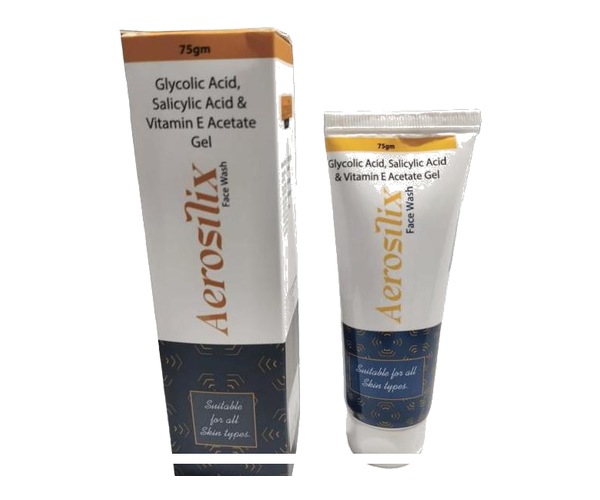 75gm
Glycolic Acid,
Salicylic Acid &
Vitamin E Acetate
Gel
Aerosilix
Face Wash
Suitable
for all
Skin types.
75gm
Glycolic Acid, Salicylic Acid
& Vitamin E Acetate Gel
Aerosilix
Face Wash
Suitable for all
Skin types.